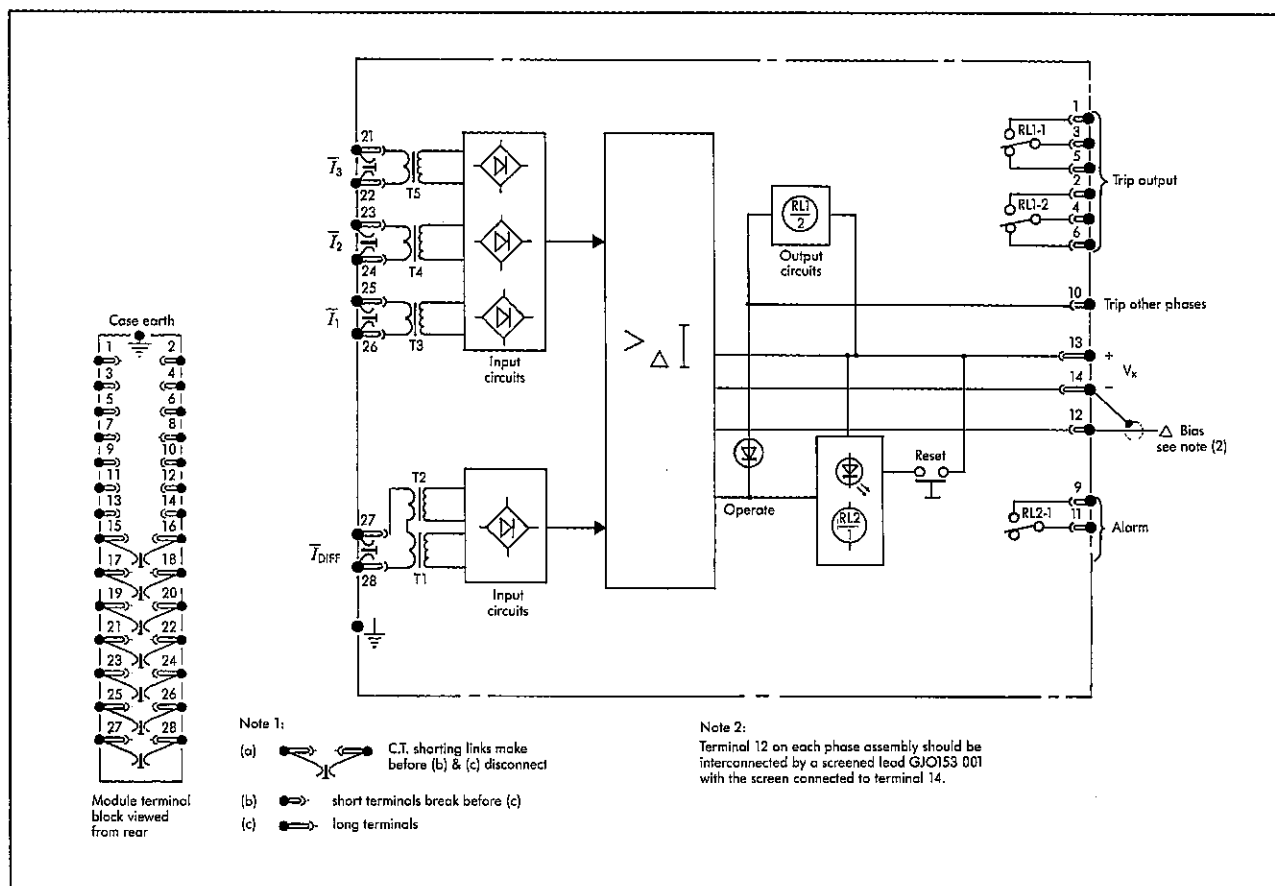 21
I̅3
22
T5
23
I̅2
24
T4
25
I̅1
26
T3
Input
circuits
> Δ I
RL1
2
Output
circuits
1
RL1-1
3
5
2
RL1-2
4
6
Trip output
10
Trip other phases
13
+
Vx
14
−
12
Δ Bias
see note (2)
Reset
Operate
RL2
1
9
RL2-1
11
Alarm
T2
27
I̅DIFF
28
T1
Input
circuits
Case earth
1 2
3 4
5 6
7 8
9 10
11 12
13 14
15 16
17 18
19 20
21 22
23 24
25 26
27 28
Module terminal
block viewed
from rear
Note 1:
(a) C.T. shorting links make
before (b) & (c) disconnect
(b) short terminals break before (c)
(c) long terminals
Note 2:
Terminal 12 on each phase assembly should be
interconnected by a screened lead GJO153 001
with the screen connected to terminal 14.